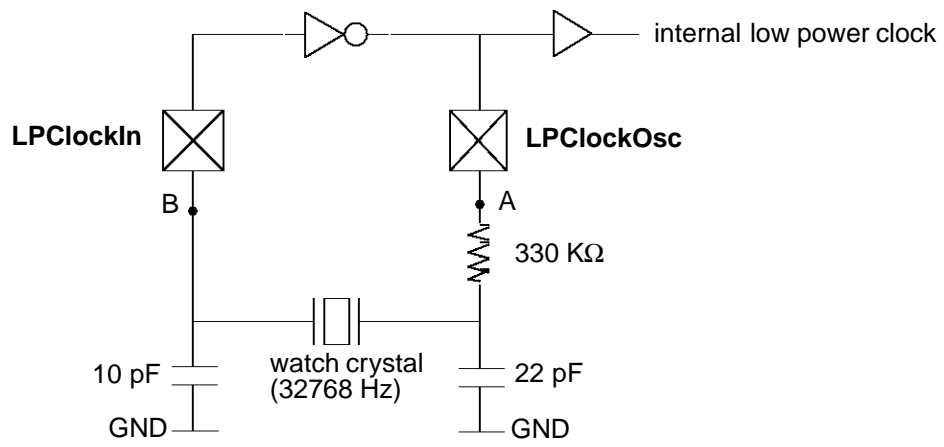 internal low power clock
LPClockIn
LPClockOsc
B
A
330 KΩ
watch crystal
(32768 Hz)
10 pF
22 pF
GND
GND